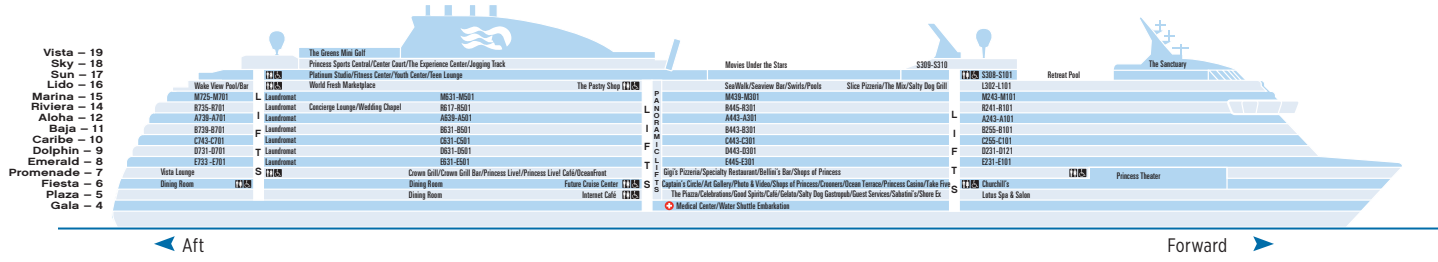 Vista – 19 The Greens Mini Golf
Sky – 18 Princess Sports Central/Center Court/The Experience Center/Jogging Track Movies Under the Stars S309-S310 The Sanctuary
Sun – 17 Platinum Studio/Fitness Center/Youth Center/Teen Lounge S308-S101 Retreat Pool
Lido – 16 Wake View Pool/Bar World Fresh Marketplace The Pastry Shop SeaWalk/Seaview Bar/Swirls/Pools Slice Pizzeria/The Mix/Salty Dog Grill L302-L101
Marina – 15 M725-M701 Laundromat M631-M501 M439-M301 M243-M101
Riviera – 14 R735-R701 Laundromat Concierge Lounge/Wedding Chapel R617-R501 R445-R301 R241-R101
Aloha – 12 A739-A701 Laundromat A639-A501 A443-A301 A243-A101
Baja – 11 B739-B701 Laundromat B631-B501 B443-B301 B255-B101
Caribe – 10 C743-C701 Laundromat C631-C501 C443-C301 C255-C101
Dolphin – 9 D731-D701 Laundromat D631-D501 D443-D301 D231-D121
Emerald – 8 E733 -E701 Laundromat E631-E501 E445-E301 E231-E101
Promenade – 7 Vista Lounge Crown Grill/Crown Grill Bar/Princess Live!/Princess Live! Café/OceanFront Gigi's Pizzeria/Specialty Restaurant/Bellini's Bar/Shops of Princess Princess Theater
Fiesta – 6 Dining Room Dining Room Future Cruise Center Captain's Circle/Art Gallery/Photo & Video/Shops of Princess/Crooners/Ocean Terrace/Princess Casino/Take Five Churchill's
Plaza – 5 Dining Room Internet Café The Piazza/Celebrations/Good Spirits/Café/Gelato/Salty Dog Gastropub/Guest Services/Sabatini's/Shore Ex Lotus Spa & Salon
Gala – 4 Medical Center/Water Shuttle Embarkation
LIFTS
LIFTS
PANORAMIC LIFTS
LIFTS
Aft Forward